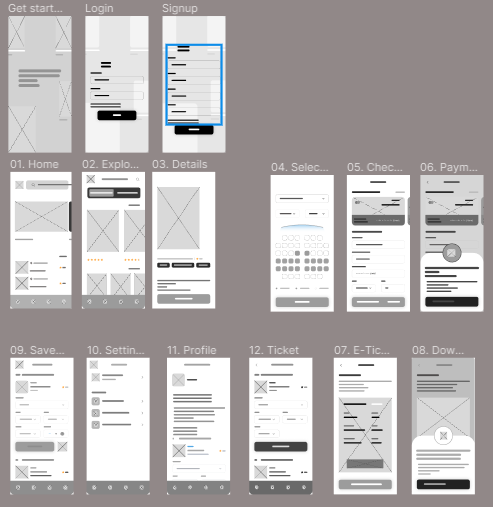 Get start...
Login
Signup
01. Home
02. Explo...
03. Details
04. Selec...
05. Chec...
06. Paym...
09. Save...
10. Settin...
11. Profile
12. Ticket
07. E-Tic...
08. Dow...